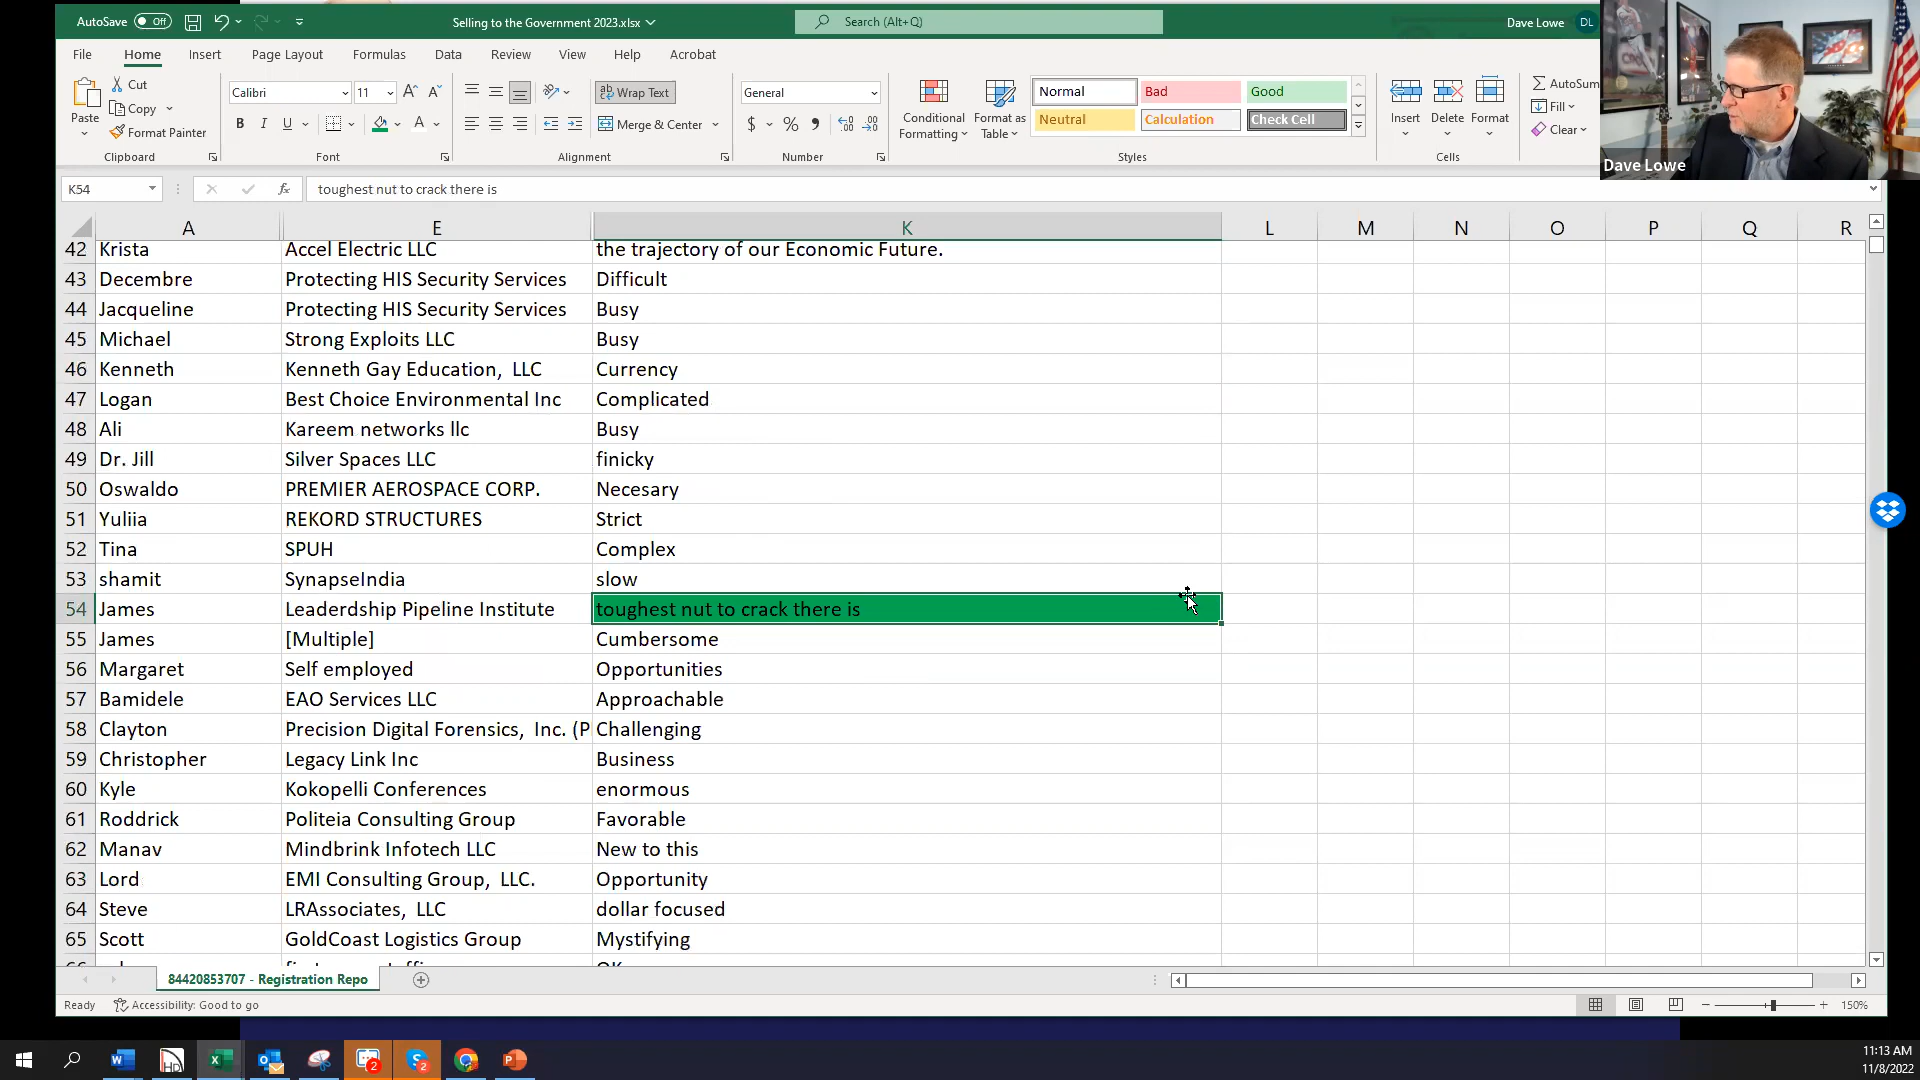 AutoSave Off Selling to the Government 2023.xlsx Search (Alt+Q) Dave Lowe DL
File Home Insert Page Layout Formulas Data Review View Help Acrobat
Paste Cut Copy Format Painter Clipboard
Calibri 11 A A B I U A Font
ab Wrap Text Merge & Center Alignment
General $ % Number
Conditional Formatting Format as Table
Normal Bad Good
Neutral Calculation Check Cell
Styles
Insert Delete Format Cells
AutoSum
Fill
Clear
Dave Lowe
K54 fx toughest nut to crack there is
A E K L M N O P Q R
42 Krista Accel Electric LLC the trajectory of our Economic Future.
43 Decembre Protecting HIS Security Services Difficult
44 Jacqueline Protecting HIS Security Services Busy
45 Michael Strong Exploits LLC Busy
46 Kenneth Kenneth Gay Education, LLC Currency
47 Logan Best Choice Environmental Inc Complicated
48 Ali Kareem networks llc Busy
49 Dr. Jill Silver Spaces LLC finicky
50 Oswaldo PREMIER AEROSPACE CORP. Necesary
51 Yuliia REKORD STRUCTURES Strict
52 Tina SPUH Complex
53 shamit SynapseIndia slow
54 James Leaderdship Pipeline Institute toughest nut to crack there is
55 James [Multiple] Cumbersome
56 Margaret Self employed Opportunities
57 Bamidele EAO Services LLC Approachable
58 Clayton Precision Digital Forensics, Inc. (P Challenging
59 Christopher Legacy Link Inc Business
60 Kyle Kokopelli Conferences enormous
61 Roddrick Politeia Consulting Group Favorable
62 Manav Mindbrink Infotech LLC New to this
63 Lord EMI Consulting Group, LLC. Opportunity
64 Steve LRAssociates, LLC dollar focused
65 Scott GoldCoast Logistics Group Mystifying
84420853707 - Registration Repo
Ready Accessibility: Good to go 150%
2 2
11:13 AM
11/8/2022